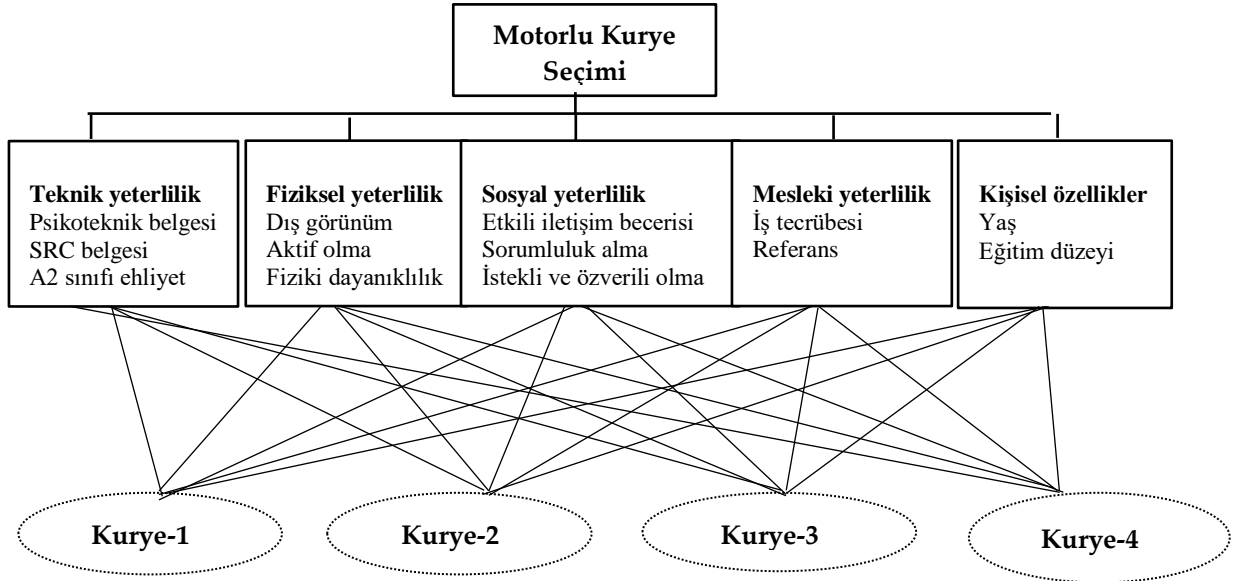 Motorlu Kurye
Seçimi
Teknik yeterlilik
Psikoteknik belgesi
SRC belgesi
A2 sınıfı ehliyet
Fiziksel yeterlilik
Dış görünüm
Aktif olma
Fiziki dayanıklılık
Sosyal yeterlilik
Etkili iletişim becerisi
Sorumluluk alma
İstekli ve özverili olma
Mesleki yeterlilik
İş tecrübesi
Referans
Kişisel özellikler
Yaş
Eğitim düzeyi
Kurye-1
Kurye-2
Kurye-3
Kurye-4